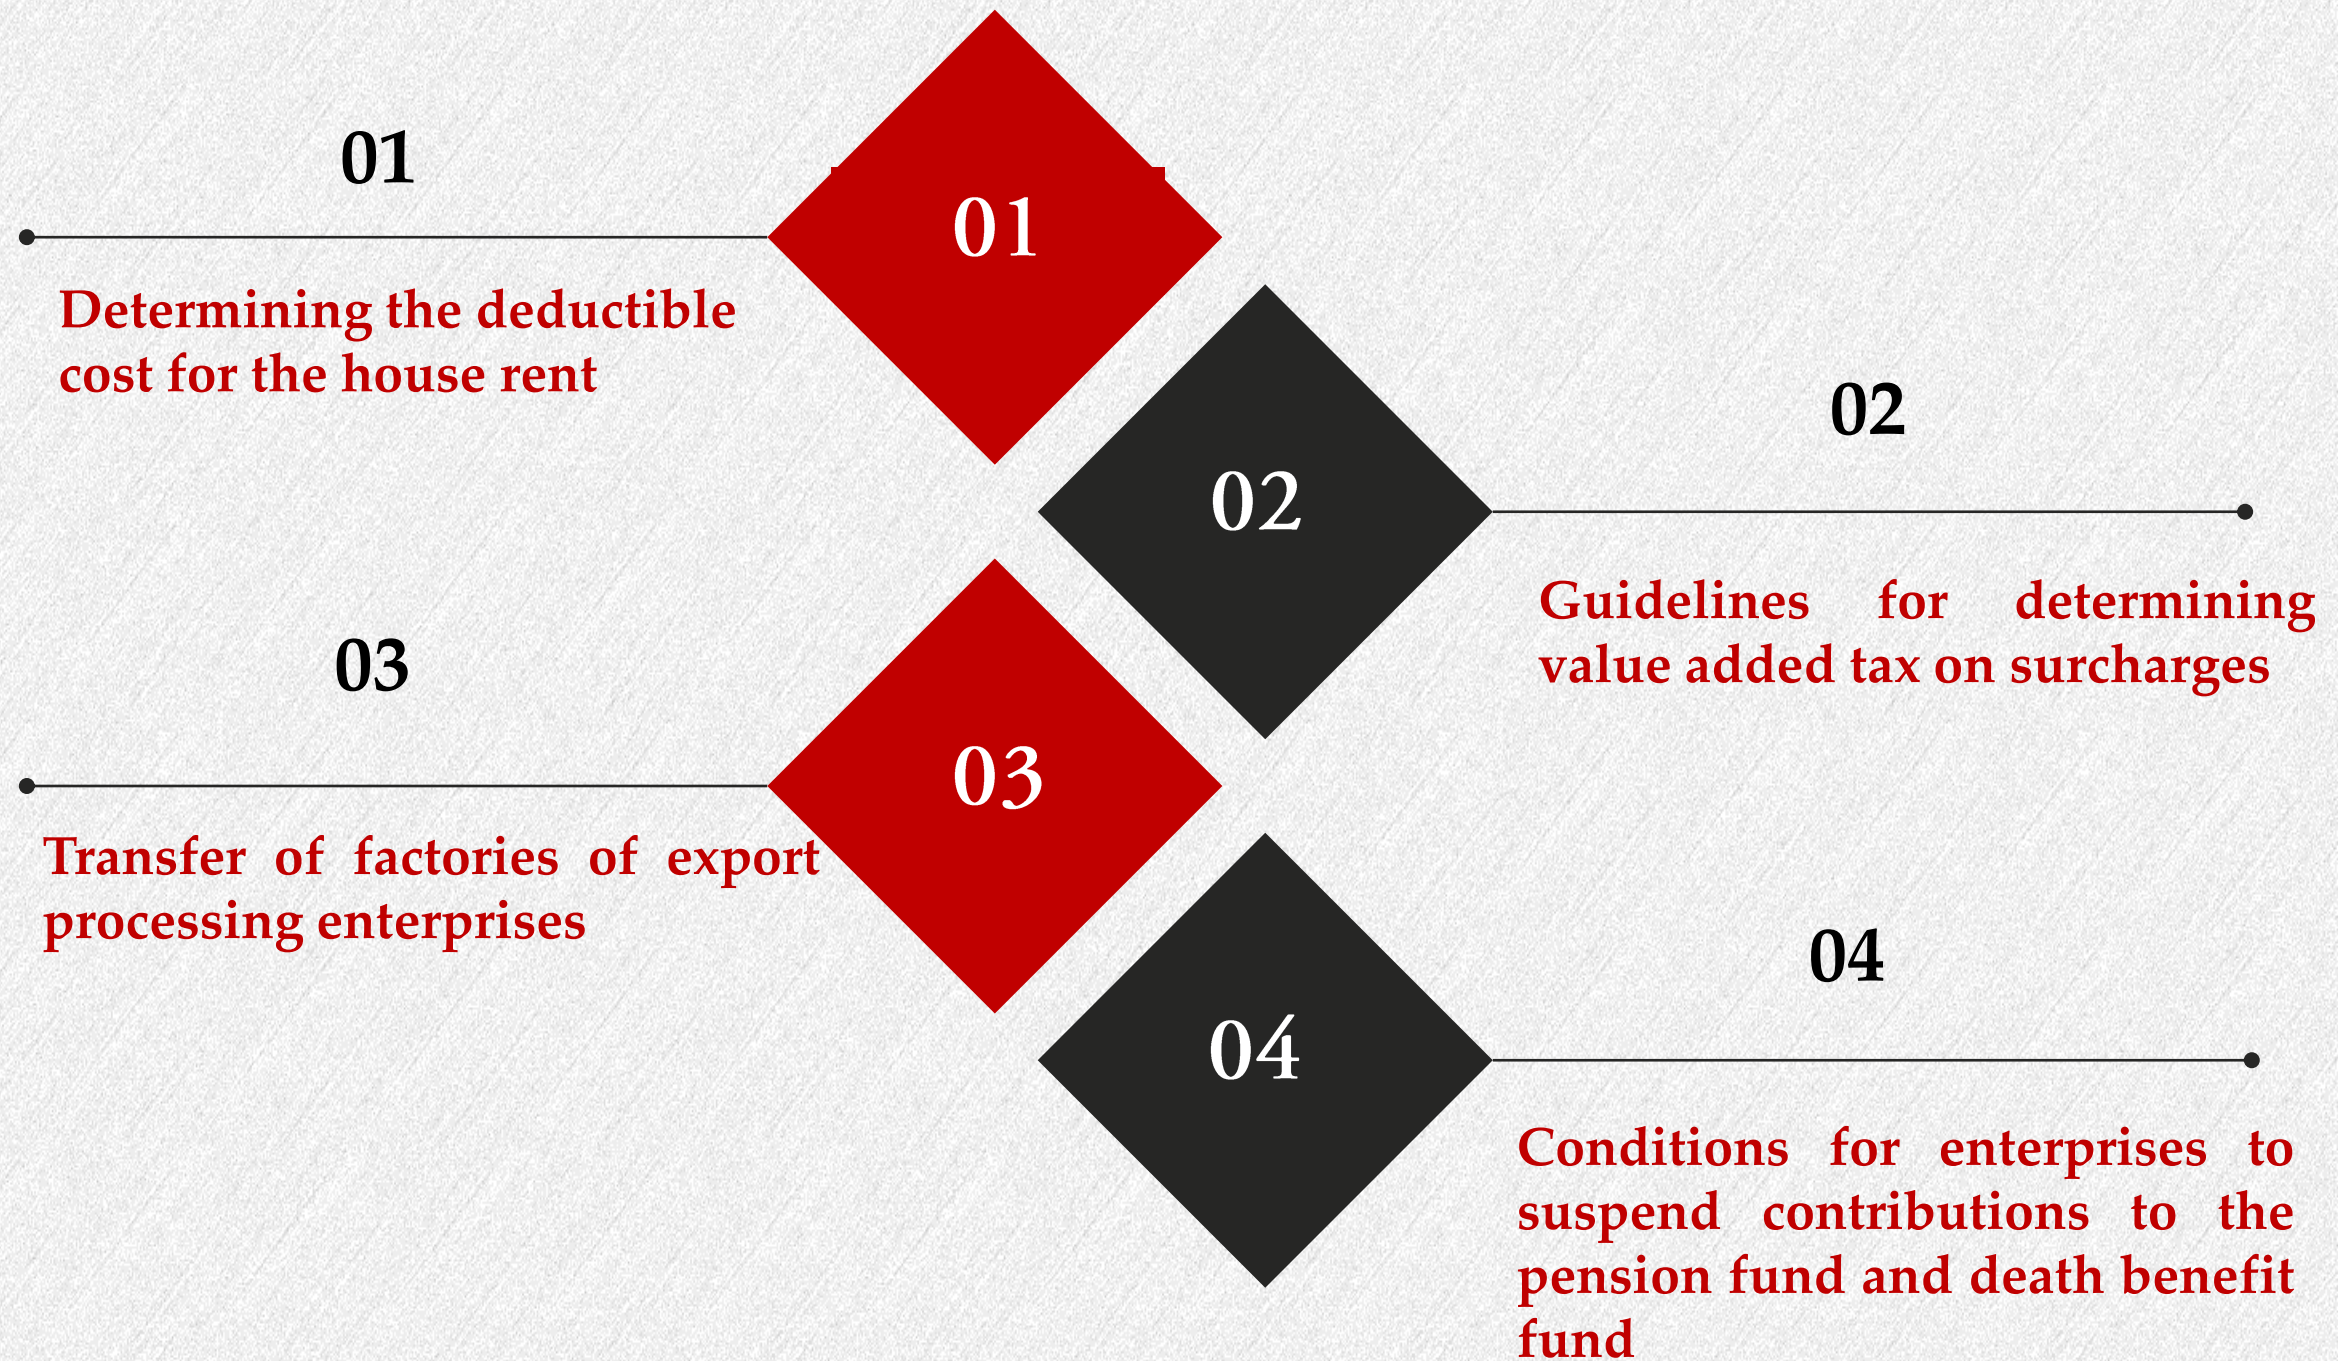 01
01
Determining the deductible
cost for the house rent
02
02
Guidelines for determining
value added tax on surcharges
03
03
Transfer of factories of export
processing enterprises
04
04
Conditions for enterprises to
suspend contributions to the
pension fund and death benefit
fund